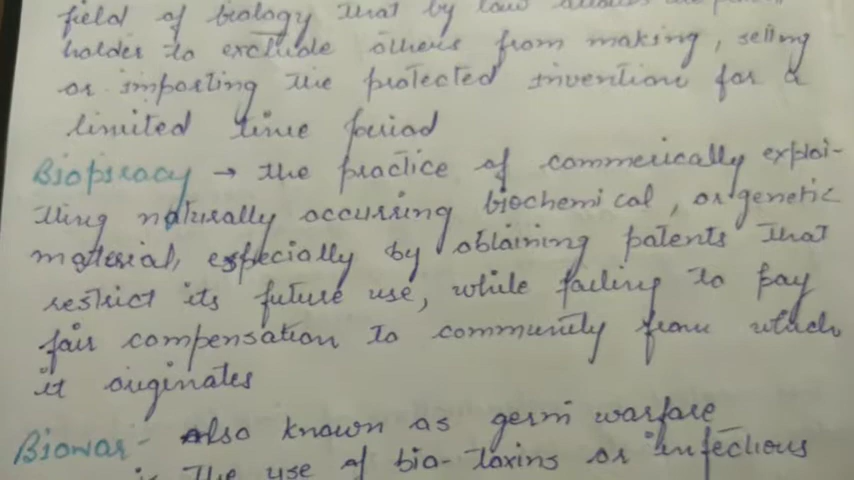 field of biology that by law
holder to exclude others from making, selling
or importing the protected invention for a
limited time period
Biopiracy → the practice of commerically exploi-
ting naturally occurring biochemical, or genetic
material, especially by obtaining patents that
restrict its future use, while failing to pay
fair compensation to community from which
it originates
Biowar - Also known as germ warfare
is the use of bio-toxins or infectious